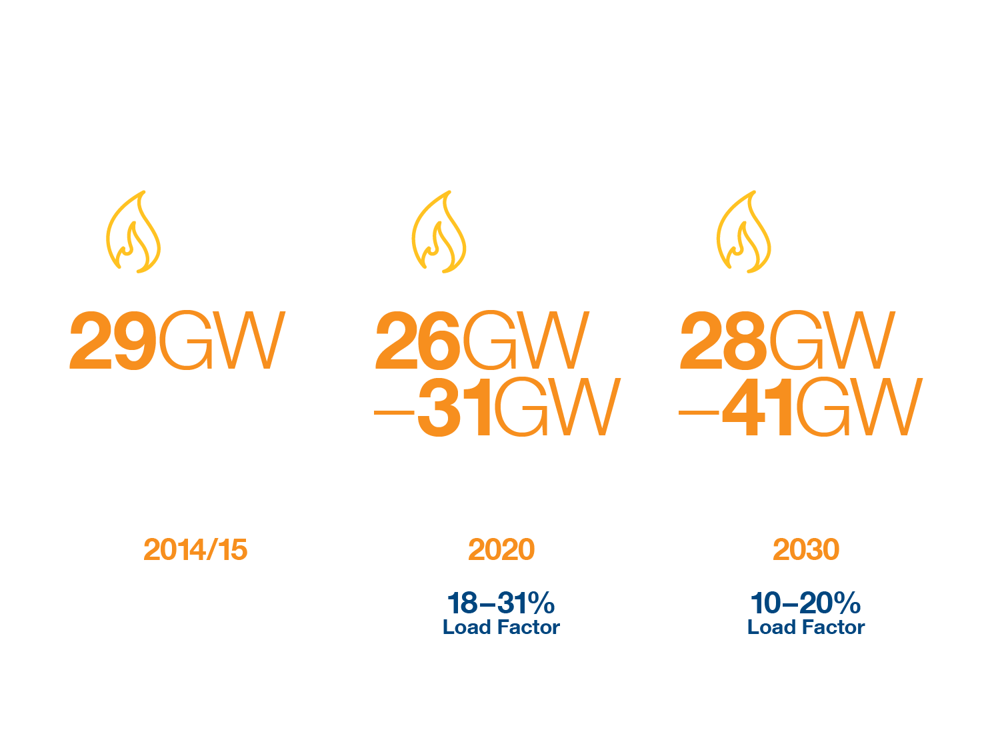 29GW
26GW
–31GW
28GW
–41GW
2014/15
2020
18–31%
Load Factor
2030
10–20%
Load Factor